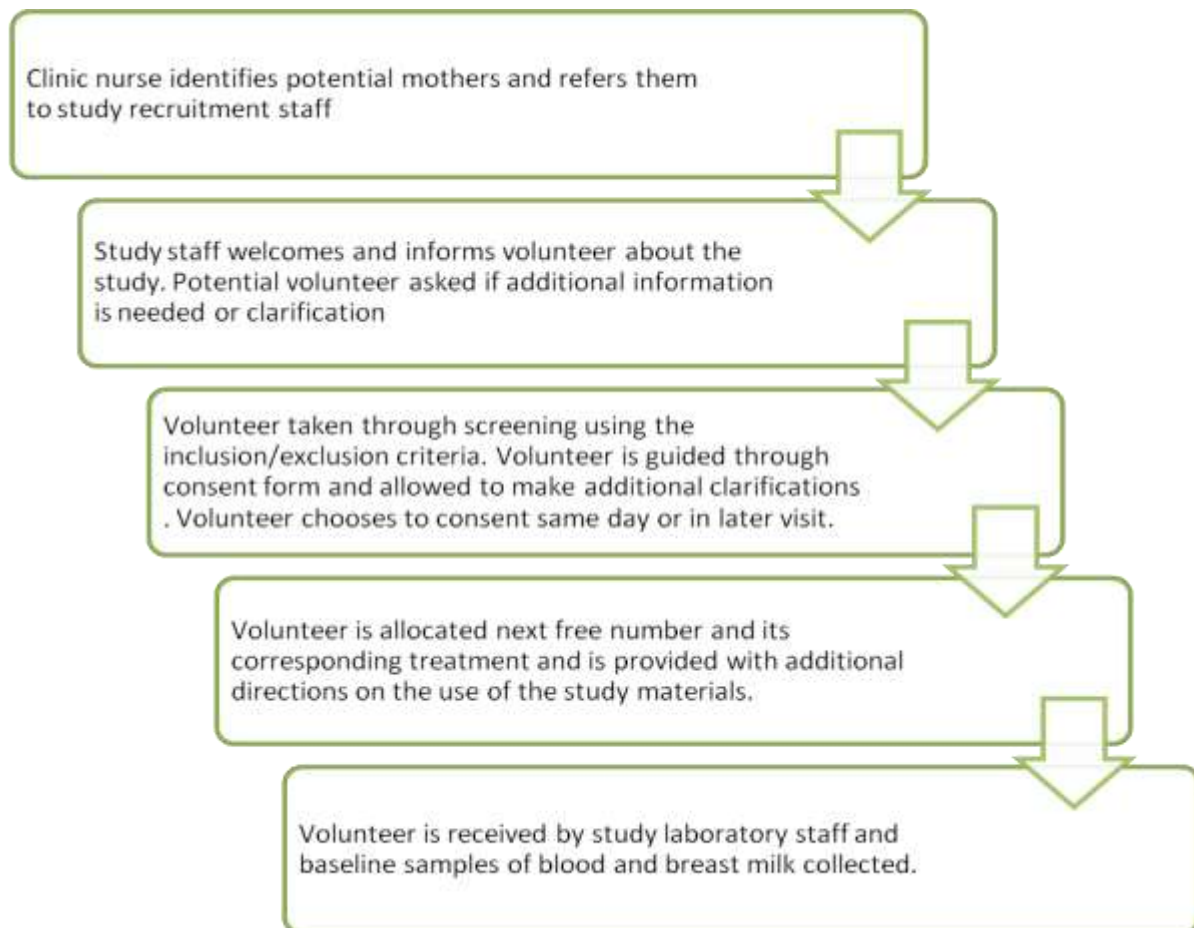 Clinic nurse identifies potential mothers and refers them
to study recruitment staff
Study staff welcomes and informs volunteer about the
study. Potential volunteer asked if additional information
is needed or clarification
Volunteer taken through screening using the
inclusion/exclusion criteria. Volunteer is guided through
consent form and allowed to make additional clarifications
. Volunteer chooses to consent same day or in later visit.
Volunteer is allocated next free number and its
corresponding treatment and is provided with additional
directions on the use of the study materials.
Volunteer is received by study laboratory staff and
baseline samples of blood and breast milk collected.